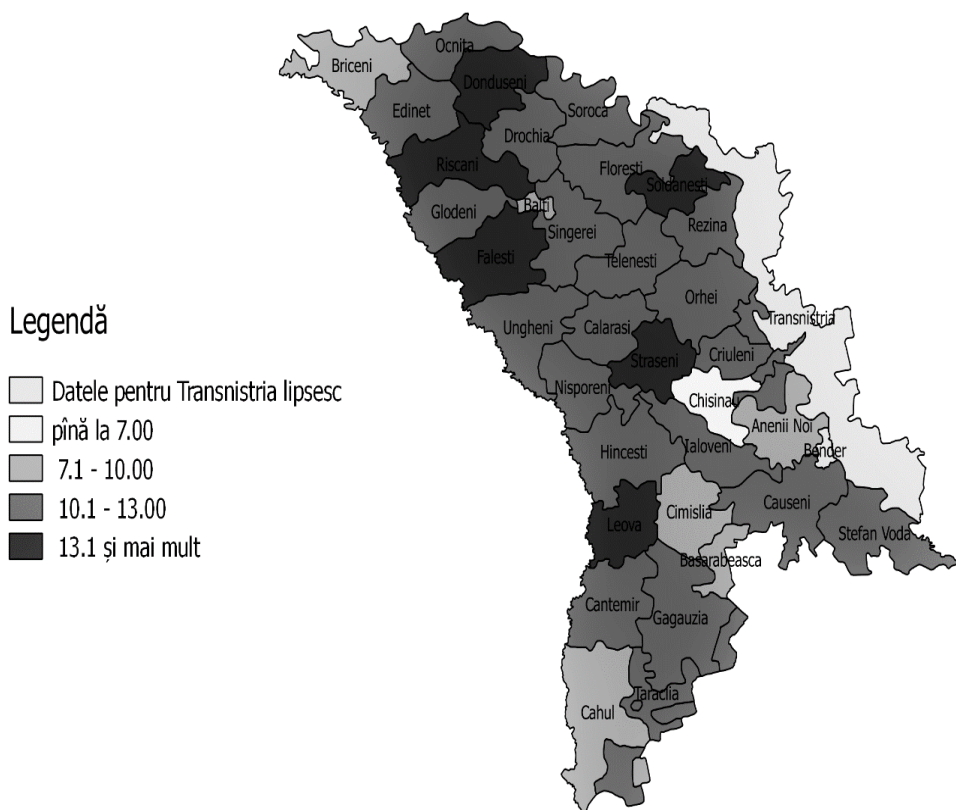 Ocnita
Briceni
Donduseni
Edinet
Soroca
Drochia
Riscani
Floresti
Soldanesti
Balti
Glodeni
Rezina
Singerei
Falesti
Telenesti
Orhei
Legendă
Transnistria
Ungheni
Calarasi
Criuleni
Straseni
Datele pentru Transnistria lipsesc
Nisporeni
Chisinau
pînă la 7.00
Anenii Noi
Ialoveni
Bender
Hincesti
7.1 - 10.00
10.1 - 13.00
Causeni
Cimislia
Leova
Stefan Voda
13.1 și mai mult
Basarabeasca
Cantemir
Gagauzia
Taraclia
Cahul